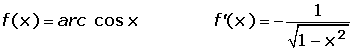 f(x) = arc cos x    f'(x) = -1/√(1-x²)